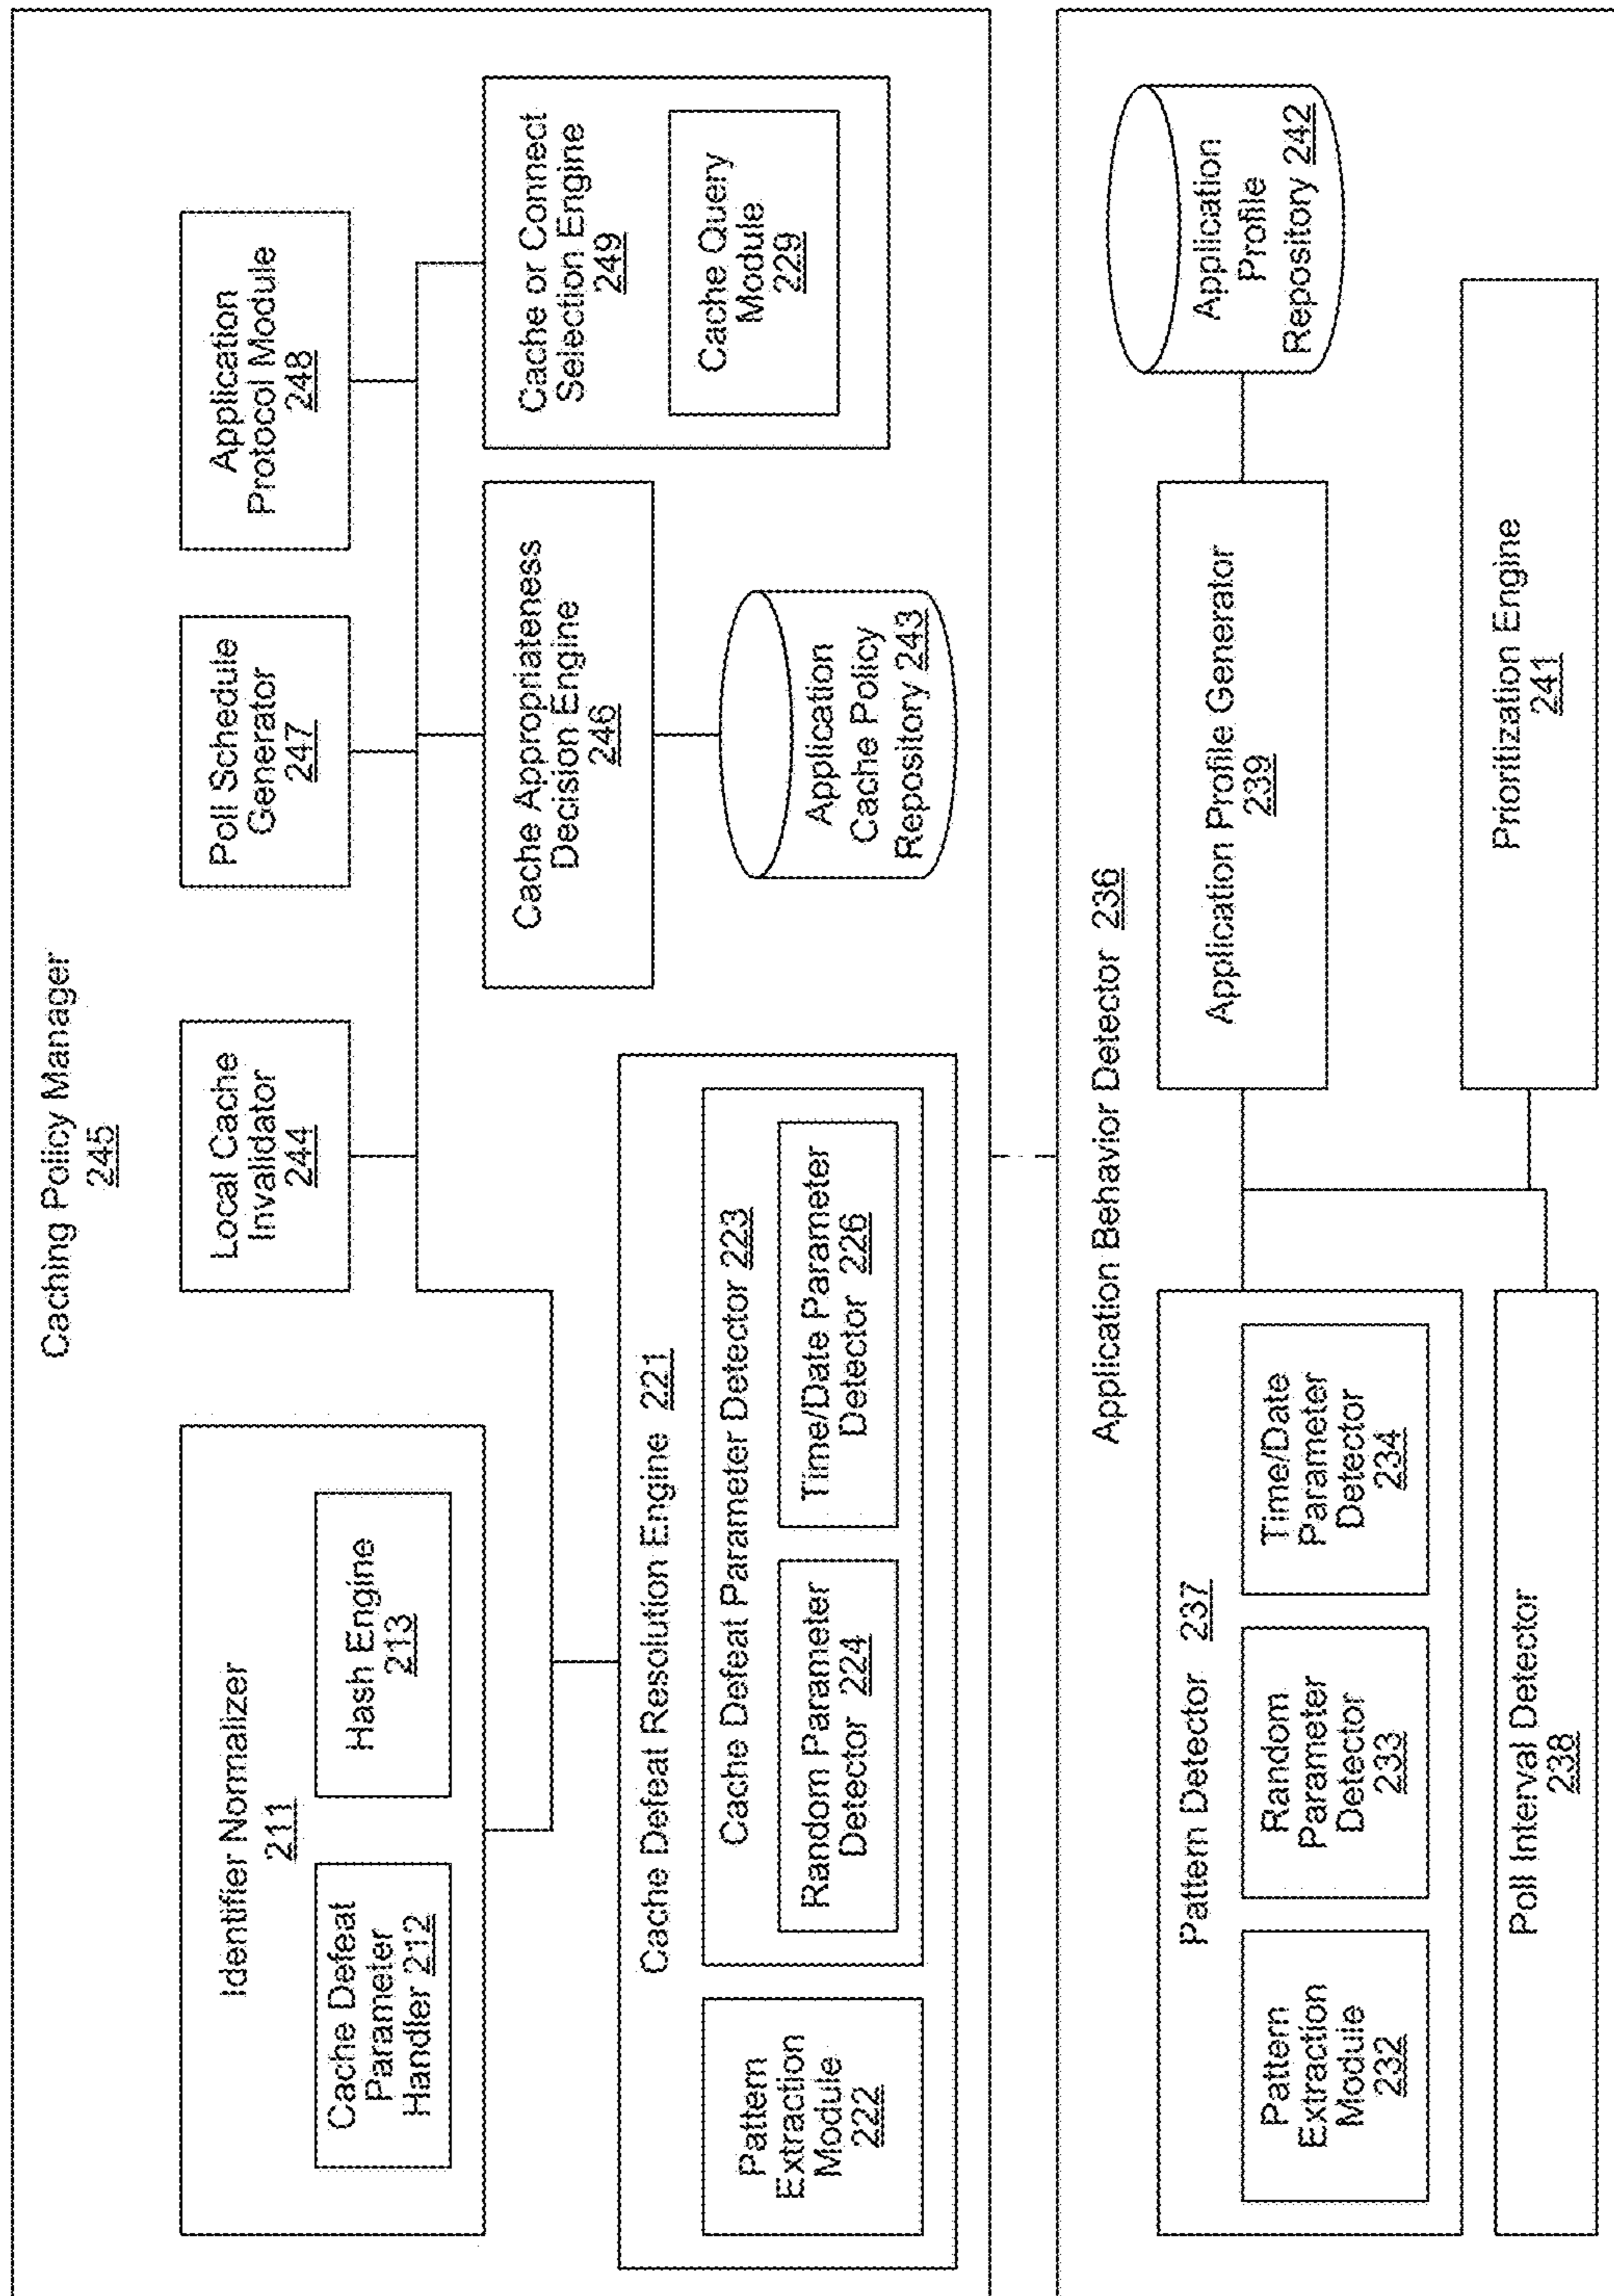 Caching Policy Manager
245
Identifier Normalizer
211
Cache Defeat
Parameter
Handler 212
Hash Engine
213
Local Cache
Invalidator
244
Poll Schedule
Generator
247
Application
Protocol Module
248
Cache Defeat Resolution Engine 221
Pattern
Extraction
Module
222
Cache Defeat Parameter Detector 223
Random Parameter
Detector 224
Time/Date Parameter
Detector 226
Cache Appropriateness
Decision Engine
246
Application
Cache Policy
Repository 243
Cache or Connect
Selection Engine
249
Cache Query
Module
229
Application Behavior Detector 236
Pattern Detector 237
Pattern
Extraction
Module
232
Random
Parameter
Detector
233
Time/Date
Parameter
Detector
234
Poll Interval Detector
238
Application Profile Generator
239
Application
Profile
Repository 242
Prioritization Engine
241